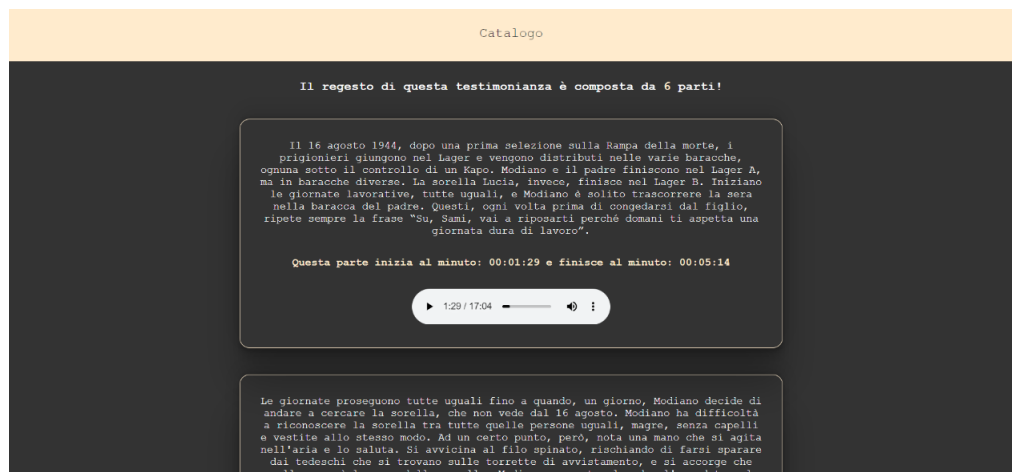 Catalogo
Il regesto di questa testimonianza è composta da 6 parti!
Il 16 agosto 1944, dopo una prima selezione sulla Rampa della morte, i
prigionieri giungono nel Lager e vengono distribuiti nelle varie baracche,
ognuna sotto il controllo di un Kapo. Modiano e il padre finiscono nel Lager A,
ma in baracche diverse. La sorella Lucia, invece, finisce nel Lager B. Iniziano
le giornate lavorative, tutte uguali, e Modiano è solito trascorrere la sera
nella baracca del padre. Questi, ogni volta prima di congedarsi dal figlio,
ripete sempre la frase “Su, Sami, vai a riposarti perché domani ti aspetta una
giornata dura di lavoro”.
Questa parte inizia al minuto: 00:01:29 e finisce al minuto: 00:05:14
1:29 / 17:04
Le giornate proseguono tutte uguali fino a quando, un giorno, Modiano decide di
andare a cercare la sorella, che non vede dal 16 agosto. Modiano ha difficoltà
a riconoscere la sorella tra tutte quelle persone uguali, magre, senza capelli
e vestite allo stesso modo. Ad un certo punto, però, nota una mano che si agita
nell'aria e lo saluta. Si avvicina al filo spinato, rischiando di farsi sparare
dai tedeschi che si trovano sulle torrette di avvistamento, e si accorge che